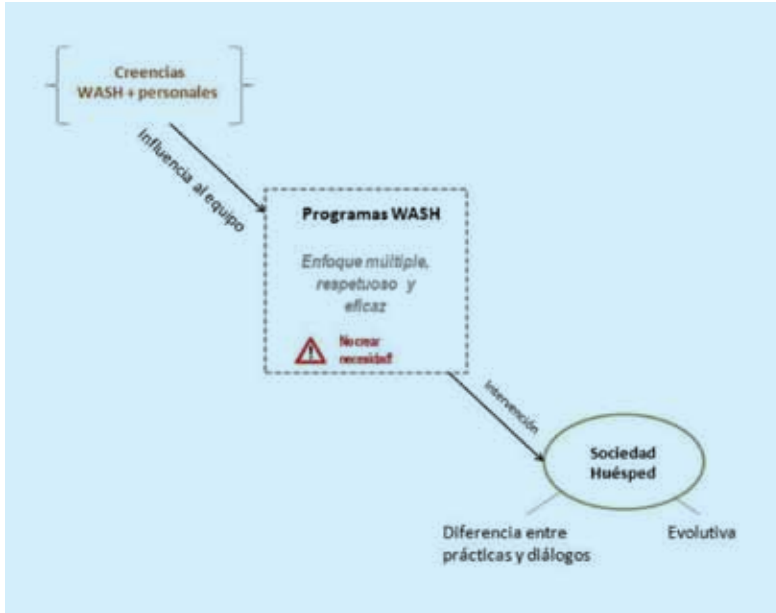 Creencias
WASH + personales
Influencia al equipo
Programas WASH
Enfoque múltiple,
respetuoso y
eficaz
No crear
necesidad!
Intervención
Sociedad
Huésped
Diferencia entre
prácticas y diálogos
Evolutiva